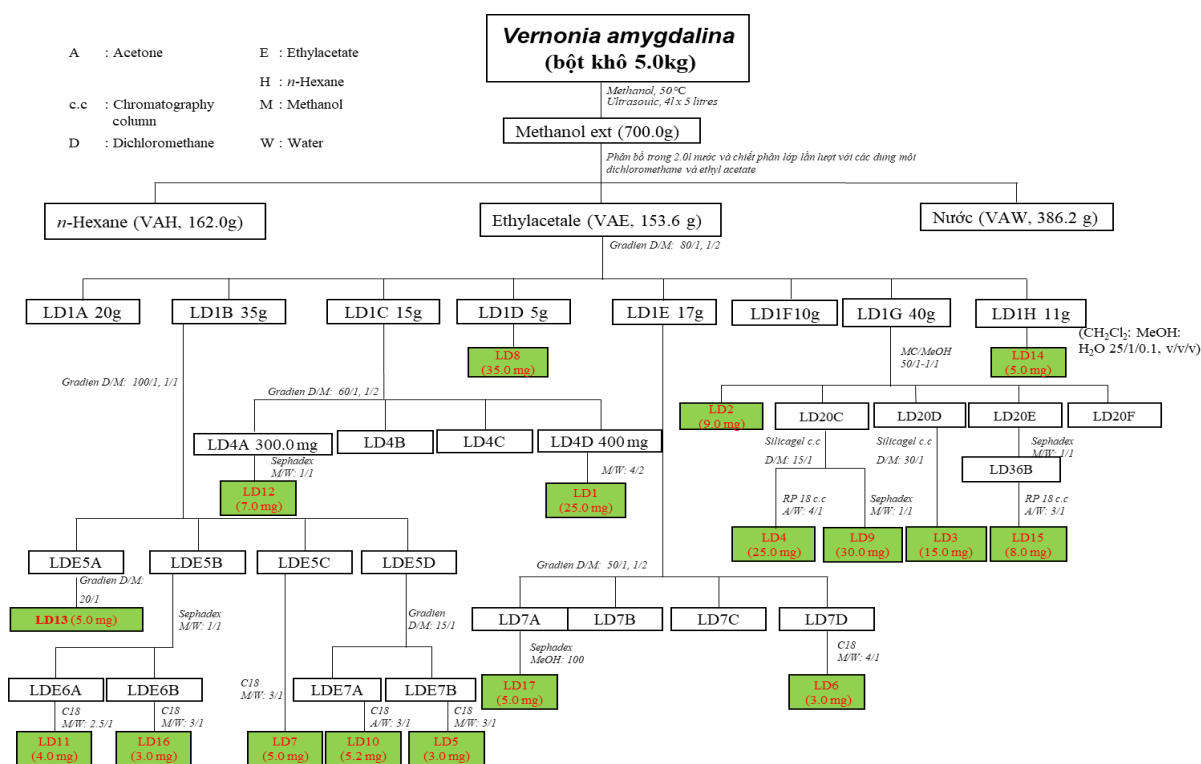 Vernonia amygdalina
(bột khô 5.0kg)
A : Acetone E : Ethylacetate
H : n-Hexane
c.c : Chromatography column M : Methanol
D : Dichloromethane W : Water
Methanol, 50°C
Ultrasouic, 4l x 5 litres
Methanol ext (700.0g)
Phân bố trong 2.0l nước và chiết phân lớp lần lượt với các dung môi
dichloromethane và ethyl acetate
n-Hexane (VAH, 162.0g)
Ethylacetale (VAE, 153.6 g)
Nước (VAW, 386.2 g)
Gradien D/M: 80/1, 1/2
LD1A 20g
LD1B 35g
LD1C 15g
LD1D 5g
LD1E 17g
LD1F10g
LD1G 40g
LD1H 11g
(CH2Cl2: MeOH:
H2O 25/1/0.1, v/v/v)
LD8
(35.0 mg)
MC/MeOH
50/1-1/1
LD14
(5.0 mg)
Gradien D/M: 100/1, 1/1
Gradien D/M: 60/1, 1/2
LD2
(9.0 mg)
LD20C
LD20D
LD20E
LD20F
LD4A 300.0 mg
LD4B
LD4C
LD4D 400 mg
Sephadex
M/W: 1/1
M/W: 4/2
Silicagel c.c
D/M: 15/1
Silicagel c.c
D/M: 30/1
Sephadex
M/W: 1/1
LD36B
LD12
(7.0 mg)
LD1
(25.0 mg)
RP 18 c.c
A/W: 4/1
Sephadex
M/W: 1/1
RP 18 c.c
A/W: 3/1
LD4
(25.0 mg)
LD9
(30.0 mg)
LD3
(15.0 mg)
LD15
(8.0 mg)
LDE5A
LDE5B
LDE5C
LDE5D
Gradien D/M: 50/1, 1/2
Gradien D/M:
20/1
LD13 (5.0 mg)
Sephadex
M/W: 1/1
Gradien
D/M: 15/1
LD7A
LD7B
LD7C
LD7D
Sephadex
MeOH: 100
C18
M/W: 4/1
LDE6A
LDE6B
C18
M/W: 3/1
LDE7A
LDE7B
LD17
(5.0 mg)
LD6
(3.0 mg)
C18
M/W: 2.5/1
C18
M/W: 3/1
C18
A/W: 3/1
C18
M/W: 3/1
LD11
(4.0 mg)
LD16
(3.0 mg)
LD7
(5.0 mg)
LD10
(5.2 mg)
LD5
(3.0 mg)